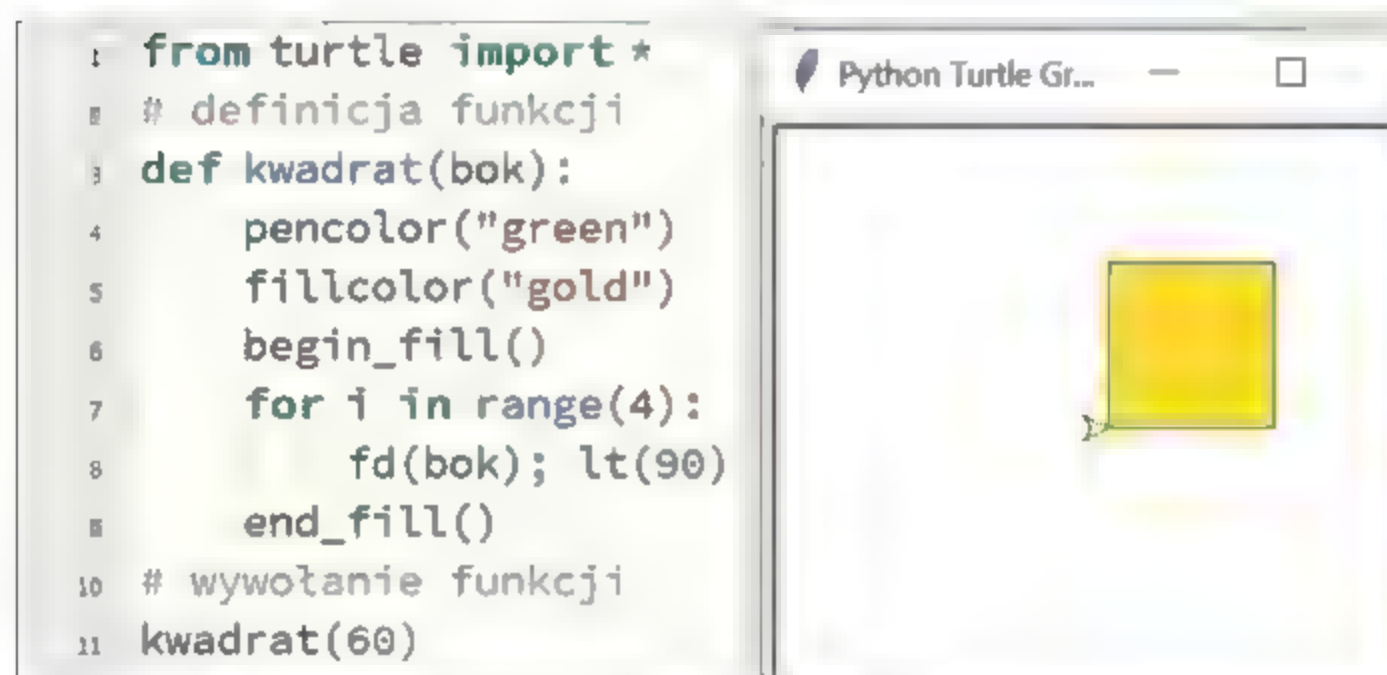 1 from turtle import *
2 # definicja funkcji
3 def kwadrat(bok):
4 pencolor("green")
5 fillcolor("gold")
6 begin_fill()
7 for i in range(4):
8 fd(bok); lt(90)
9 end_fill()
10 # wywołanie funkcji
11 kwadrat(60)
Python Turtle Gr...